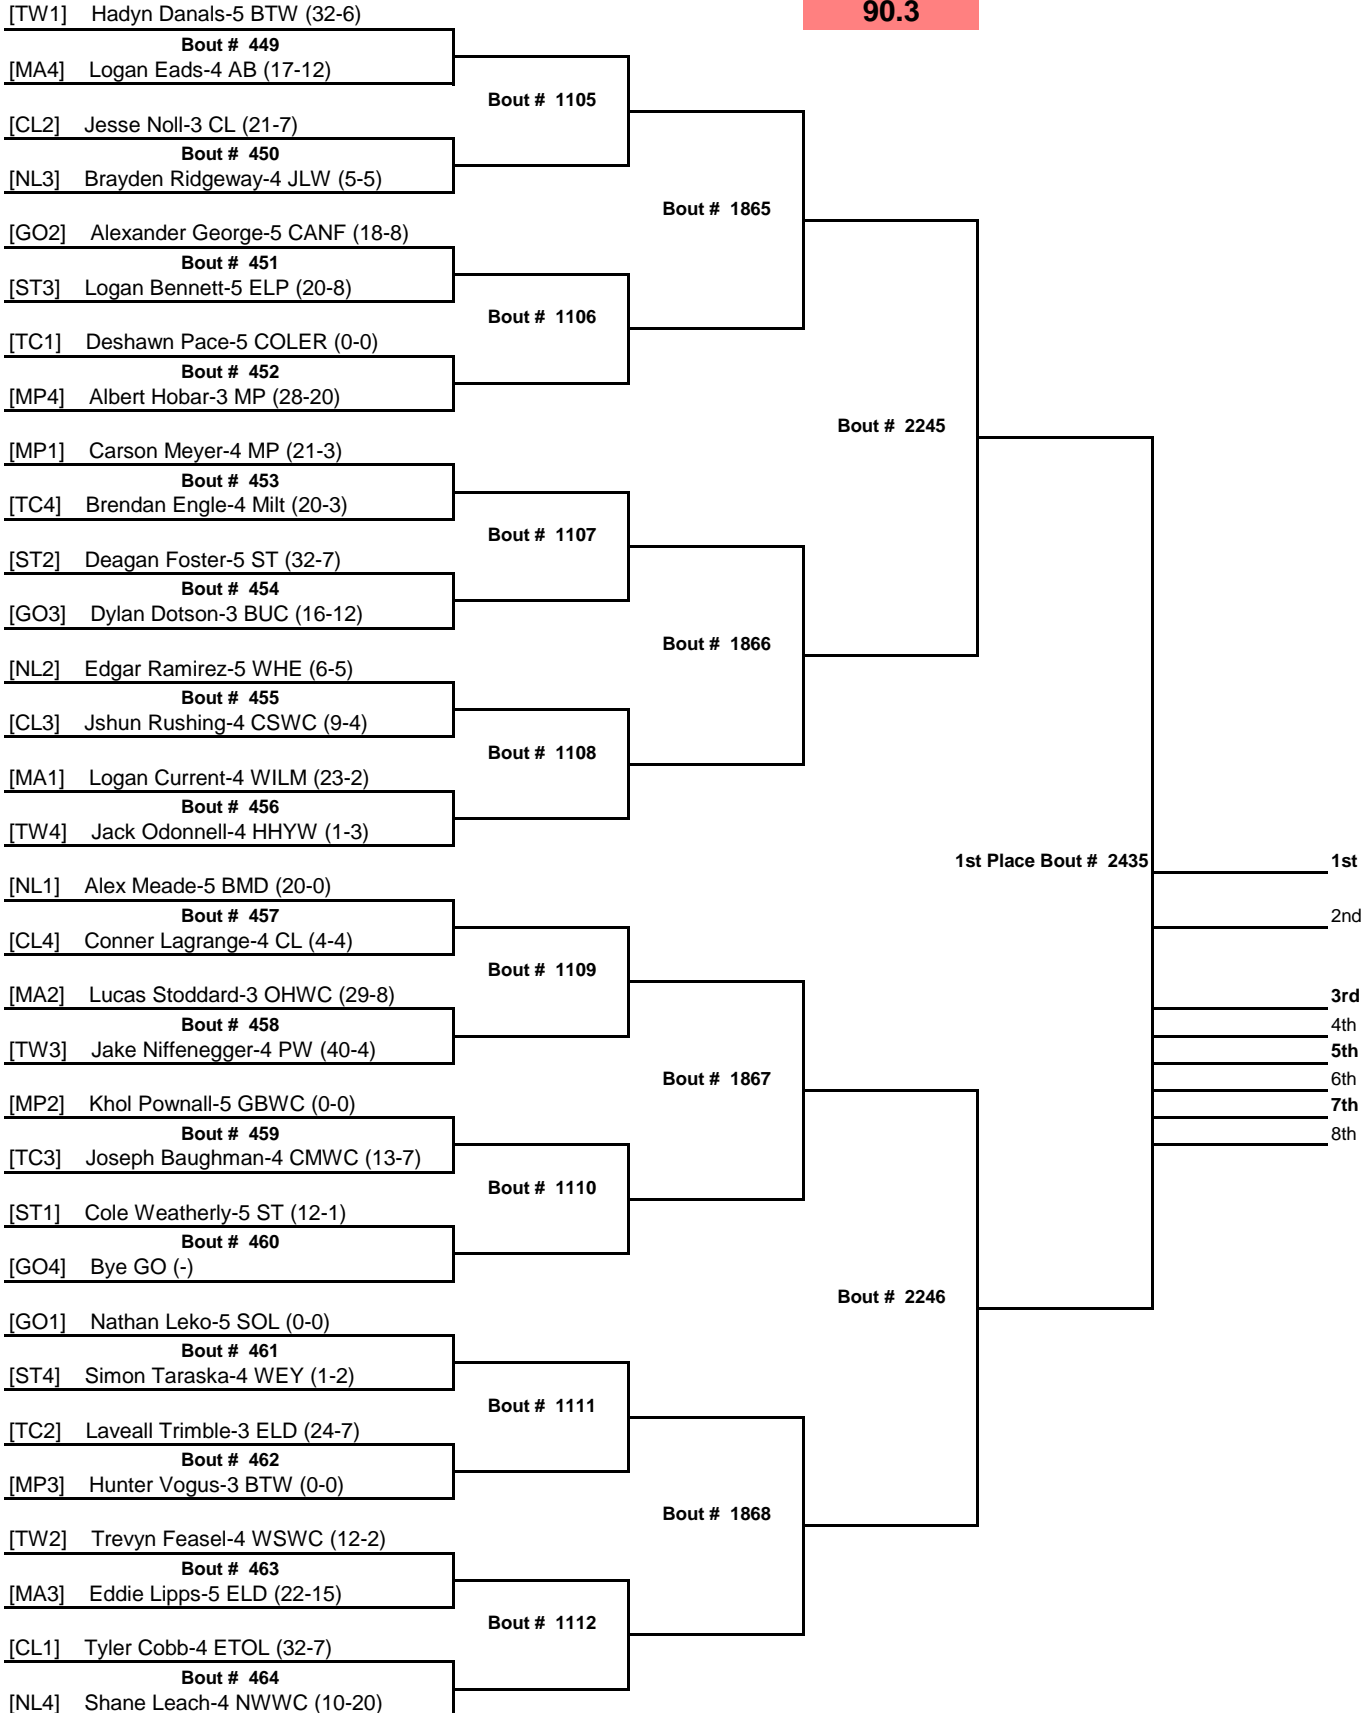 [TW1] Hadyn Danals-5 BTW (32-6)
90.3
Bout # 449
[MA4] Logan Eads-4 AB (17-12)
Bout # 1105
[CL2] Jesse Noll-3 CL (21-7)
Bout # 450
[NL3] Brayden Ridgeway-4 JLW (5-5)
Bout # 1865
[GO2] Alexander George-5 CANF (18-8)
Bout # 451
[ST3] Logan Bennett-5 ELP (20-8)
Bout # 1106
[TC1] Deshawn Pace-5 COLER (0-0)
Bout # 452
[MP4] Albert Hobar-3 MP (28-20)
Bout # 2245
[MP1] Carson Meyer-4 MP (21-3)
Bout # 453
[TC4] Brendan Engle-4 Milt (20-3)
Bout # 1107
[ST2] Deagan Foster-5 ST (32-7)
Bout # 454
[GO3] Dylan Dotson-3 BUC (16-12)
Bout # 1866
[NL2] Edgar Ramirez-5 WHE (6-5)
Bout # 455
[CL3] Jshun Rushing-4 CSWC (9-4)
Bout # 1108
[MA1] Logan Current-4 WILM (23-2)
Bout # 456
[TW4] Jack Odonnell-4 HHYW (1-3)
1st Place Bout # 2435
1st
[NL1] Alex Meade-5 BMD (20-0)
Bout # 457
2nd
[CL4] Conner Lagrange-4 CL (4-4)
Bout # 1109
[MA2] Lucas Stoddard-3 OHWC (29-8)
3rd
Bout # 458
4th
[TW3] Jake Niffenegger-4 PW (40-4)
5th
Bout # 1867
6th
[MP2] Khol Pownall-5 GBWC (0-0)
7th
Bout # 459
8th
[TC3] Joseph Baughman-4 CMWC (13-7)
Bout # 1110
[ST1] Cole Weatherly-5 ST (12-1)
Bout # 460
[GO4] Bye GO (-)
Bout # 2246
[GO1] Nathan Leko-5 SOL (0-0)
Bout # 461
[ST4] Simon Taraska-4 WEY (1-2)
Bout # 1111
[TC2] Laveall Trimble-3 ELD (24-7)
Bout # 462
[MP3] Hunter Vogus-3 BTW (0-0)
Bout # 1868
[TW2] Trevyn Feasel-4 WSWC (12-2)
Bout # 463
[MA3] Eddie Lipps-5 ELD (22-15)
Bout # 1112
[CL1] Tyler Cobb-4 ETOL (32-7)
Bout # 464
[NL4] Shane Leach-4 NWWC (10-20)